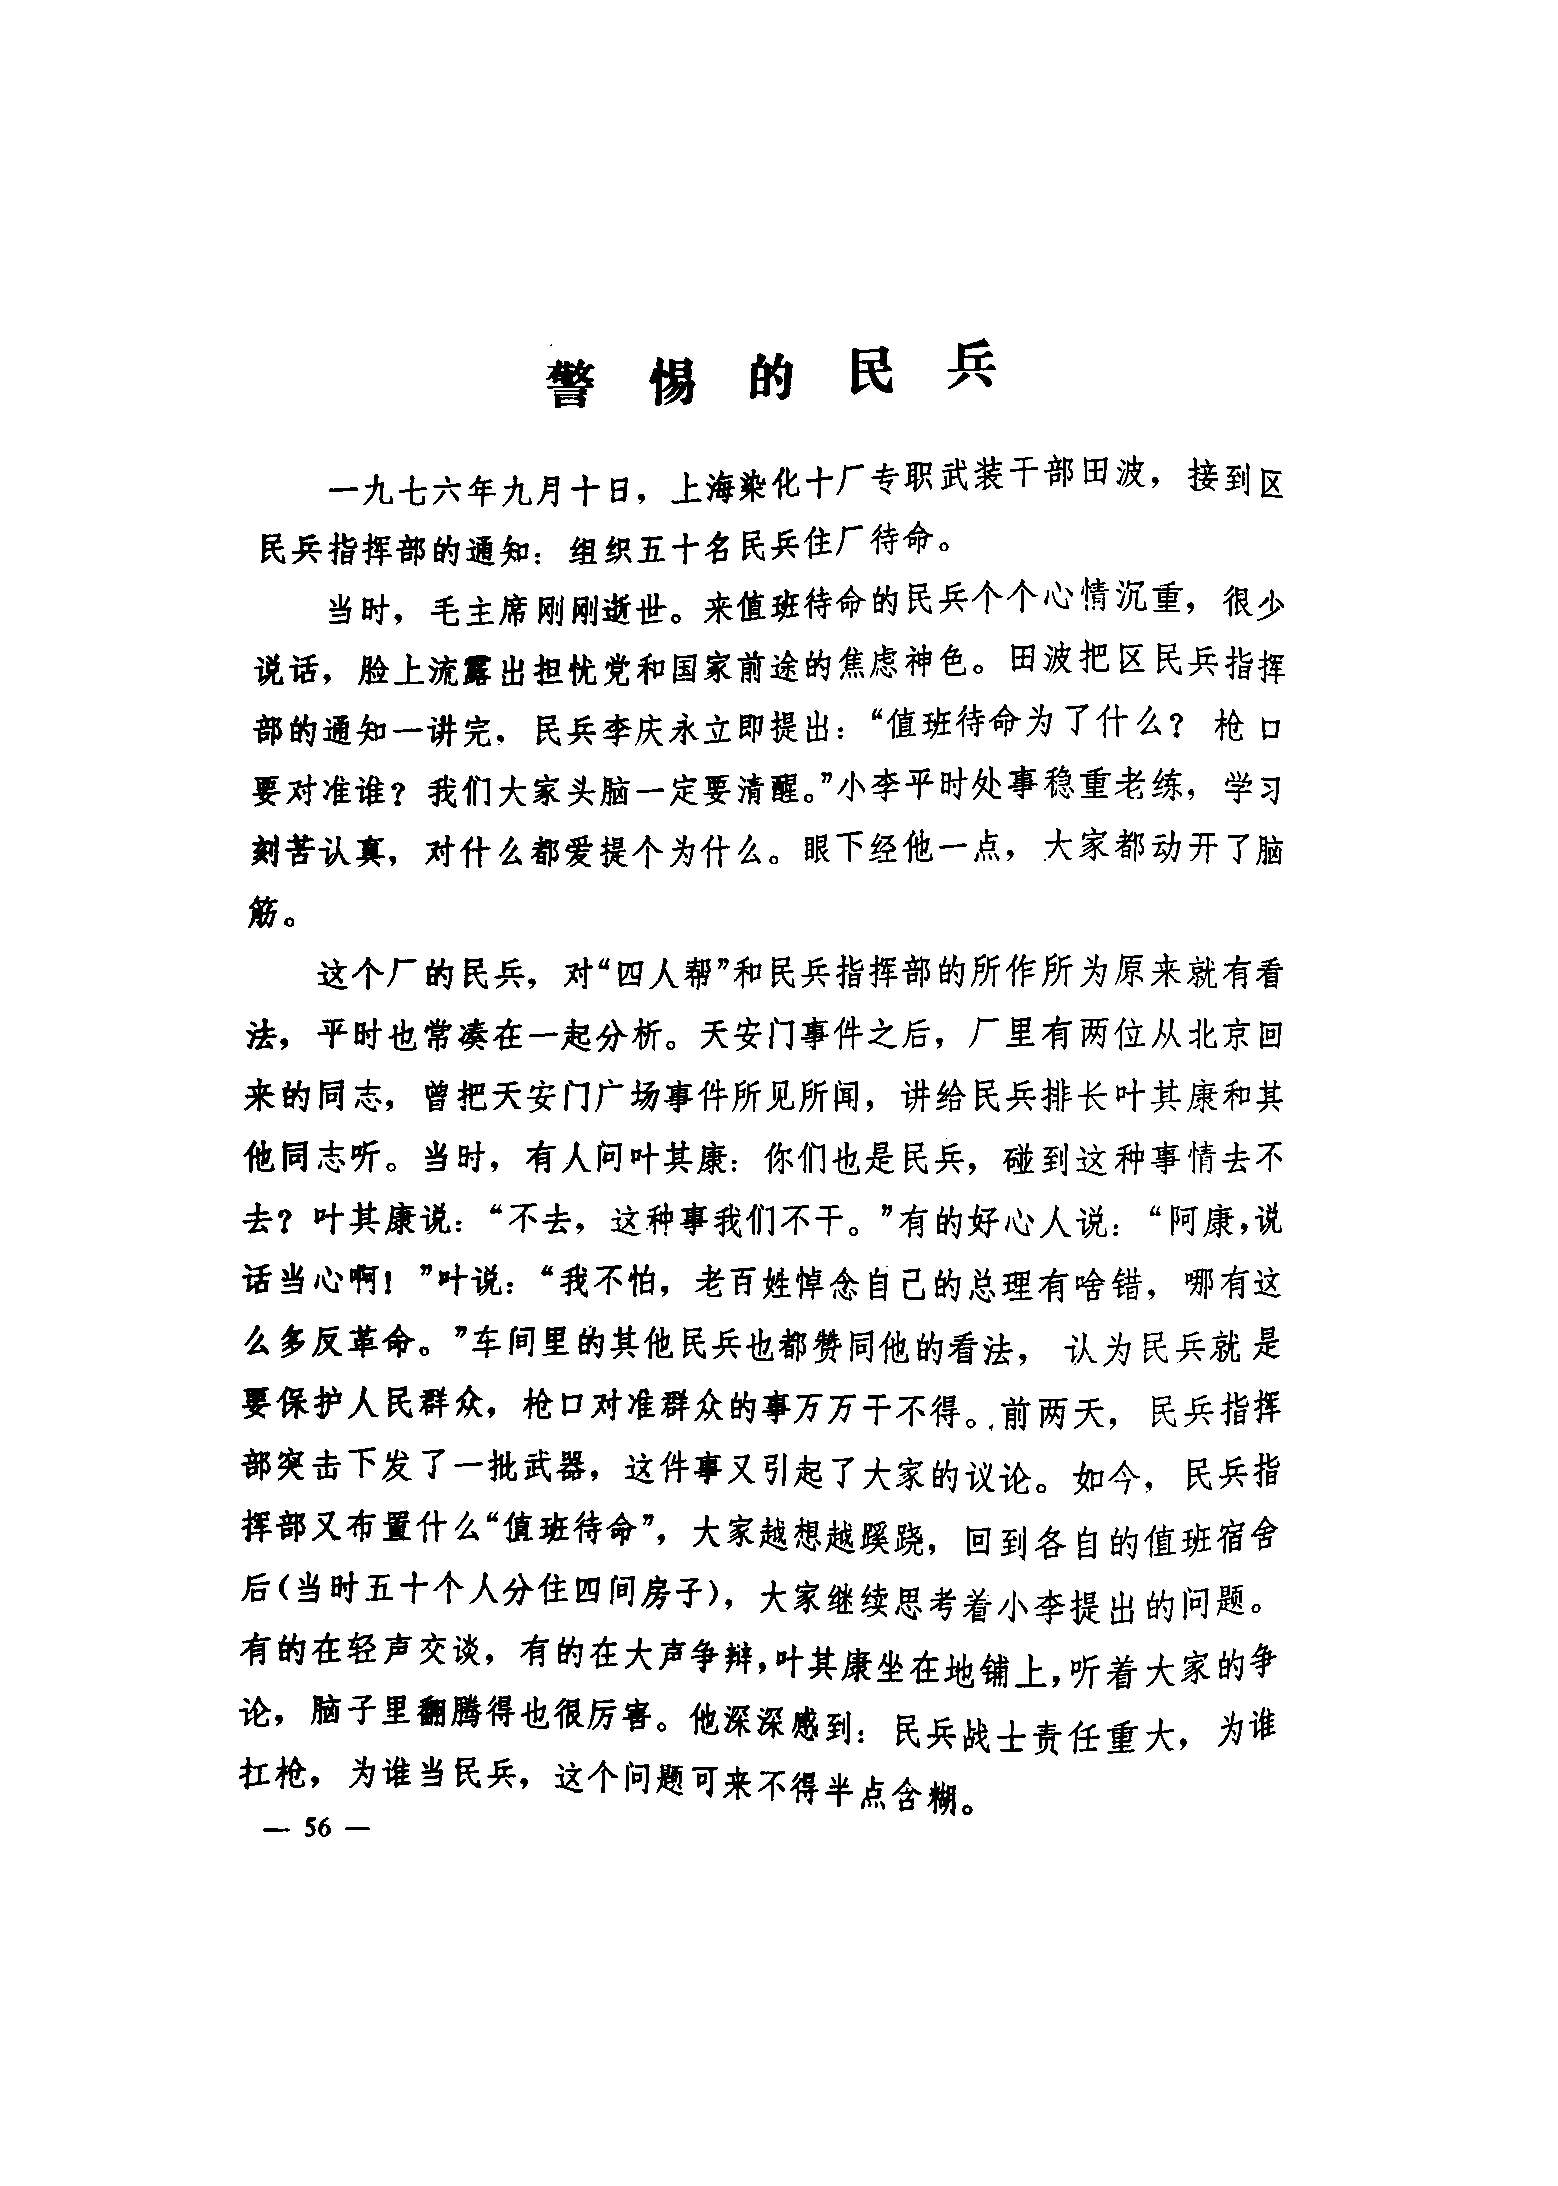 警惕的民兵
一九七六年九月十日，上海染化十厂专职武装干部田波，接到区
民兵指挥部的通知：组织五十名民兵住厂待命。
当时，毛主席刚刚逝世。来值班待命的民兵个个心情沉重，很少
说话，脸上流露出担忧党和国家前途的焦虑神色。田波把区民兵指挥
部的通知一讲完，民兵李庆永立即提出：“值班待命为了什么？枪口
要对准谁？我们大家头脑一定要清醒。”小李平时处事稳重老练，学习
刻苦认真，对什么都爱提个为什么。眼下经他一点，大家都动开了脑
筋。
这个厂的民兵，对“四人帮”和民兵指挥部的所作所为原来就有看
法，平时也常凑在一起分析。天安门事件之后，厂里有两位从北京回
来的同志，曾把天安门广场事件所见所闻，讲给民兵排长叶其康和其
他同志听。当时，有人问叶其康：你们也是民兵，碰到这种事情去不
去？叶其康说：“不去，这种事我们不干。”有的好心人说：“阿康，说
话当心啊！”叶说：“我不怕，老百姓悼念自己的总理有啥错，哪有这
么多反革命。”车间里的其他民兵也都赞同他的看法，认为民兵就是
要保护人民群众，枪口对准群众的事万万干不得。前两天，民兵指挥
部突击下发了一批武器，这件事又引起了大家的议论。如今，民兵指
挥部又布置什么“值班待命”，大家越想越蹊跷，回到各自的值班宿舍
后（当时五十个人分住四间房子），大家继续思考着小李提出的问题。
有的在轻声交谈，有的在大声争辩，叶其康坐在地铺上，听着大家的争
论，脑子里翻腾得也很厉害。他深深感到：民兵战士责任重大，为谁
扛枪，为谁当民兵，这个问题可来不得半点含糊。
— 56 —